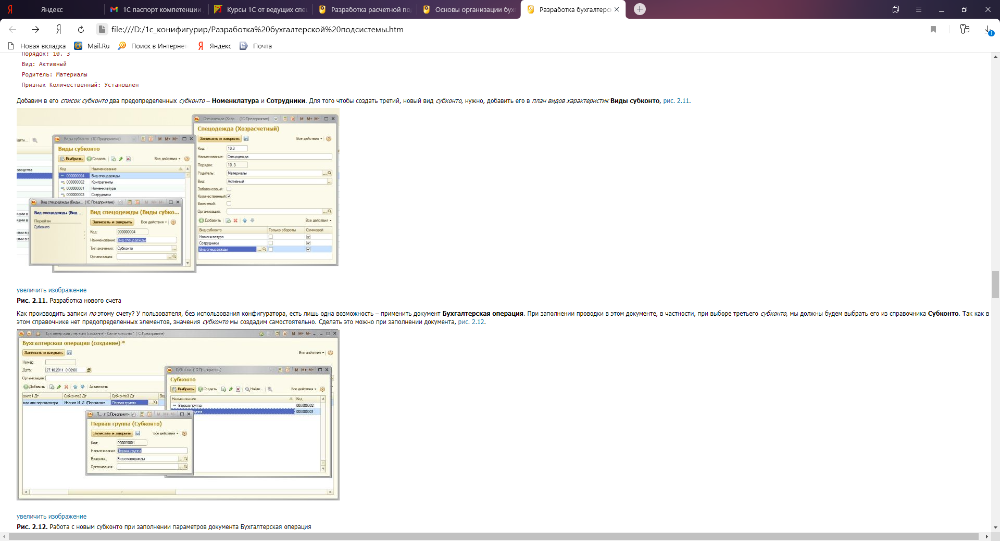 Яндекс
1С паспорт компетенции
Курсы 1С от ведущих спец
Разработка расчетной под
Основы организации бухг
Разработка бухгалтерск
file:///D:/1с_конифигурир/Разработка%20бухгалтерской%20подсистемы.htm
1
Новая вкладка
Mail.Ru
Поиск в Интернет
Яндекс
Почта
Порядок: 10. 3
Вид: Активный
Родитель: Материалы
Признак Количественный: Установлен
Добавим в его список субконто два предопределенных субконто – Номенклатура и Сотрудники. Для того чтобы создать третий, новый вид субконто, нужно, добавить его в план видов характеристик Виды субконто, рис. 2.11.
Спецодежда (Хозр... (1С:Предприятие) M M+ M-
Спецодежда (Хозрасчетный)
Записать и закрыть Все действия
Код: 10.3
Наименование: Спецодежда
Порядок: 10. 3
Родитель: Материалы
Вид: Активный
Забалансовый:
Количественный:
Валютный:
Организация:
Добавить Все действия
Вид субконто Только обороты Суммовой
Номенклатура
Сотрудники
Вид спецодежды
Виды субконто (1С:Предприятие) M M+ M-
Виды субконто
Выбрать Создать Все действия
Код Наименование
000000004 Вид спецодежды
000000002 Контрагенты
000000001 Номенклатура
000000003 Сотрудники
Вид спецодежды (Виды... (1С:Предприятие) M M+ M-
Вид спецодежды (Вид...
Перейти
Субконто
Вид спецодежды (Виды субко...
Записать и закрыть Все действия
Код: 000000004
Наименование: Вид спецодежды
Тип значения: Субконто
Организация:
увеличить изображение
Рис. 2.11. Разработка нового счета
Как производить записи по этому счету? У пользователя, без использования конфигуратора, есть лишь одна возможность – применить документ Бухгалтерская операция. При заполнении проводки в этом документе, в частности, при выборе третьего субконто, мы должны будем выбрать его из справочника Субконто. Так как в
этом справочнике нет предопределенных элементов, значения субконто мы создадим самостоятельно. Сделать это можно при заполнении документа, рис. 2.12.
Бухгалтерская операция (создание) - Салон красоты * (1С:Предприятие) M M+ M-
Бухгалтерская операция (создание) *
Записать и закрыть Все действия
Номер:
Дата: 27.10.2011 0:00:00
Организация:
Добавить Активность
конто1 Дт Субконто2 Дт Субконто3 Дт
жда для парикмахера Иванов И. И. (Парикмахе... Первая группа
Субконто (1С:Предприятие) M M+ M-
Субконто
Выбрать Создать Найти... Все действия
Наименование Код
Вторая группа 000000002
руппа 000000001
П... (1С:Предприятие) M M+ M-
Первая группа (Субконто)
Записать и закрыть Все действия
Код: 000000001
Наименование: Первая группа
Владелец: Вид спецодежды
Организация:
увеличить изображение
Рис. 2.12. Работа с новым субконто при заполнении параметров документа Бухгалтерская операция